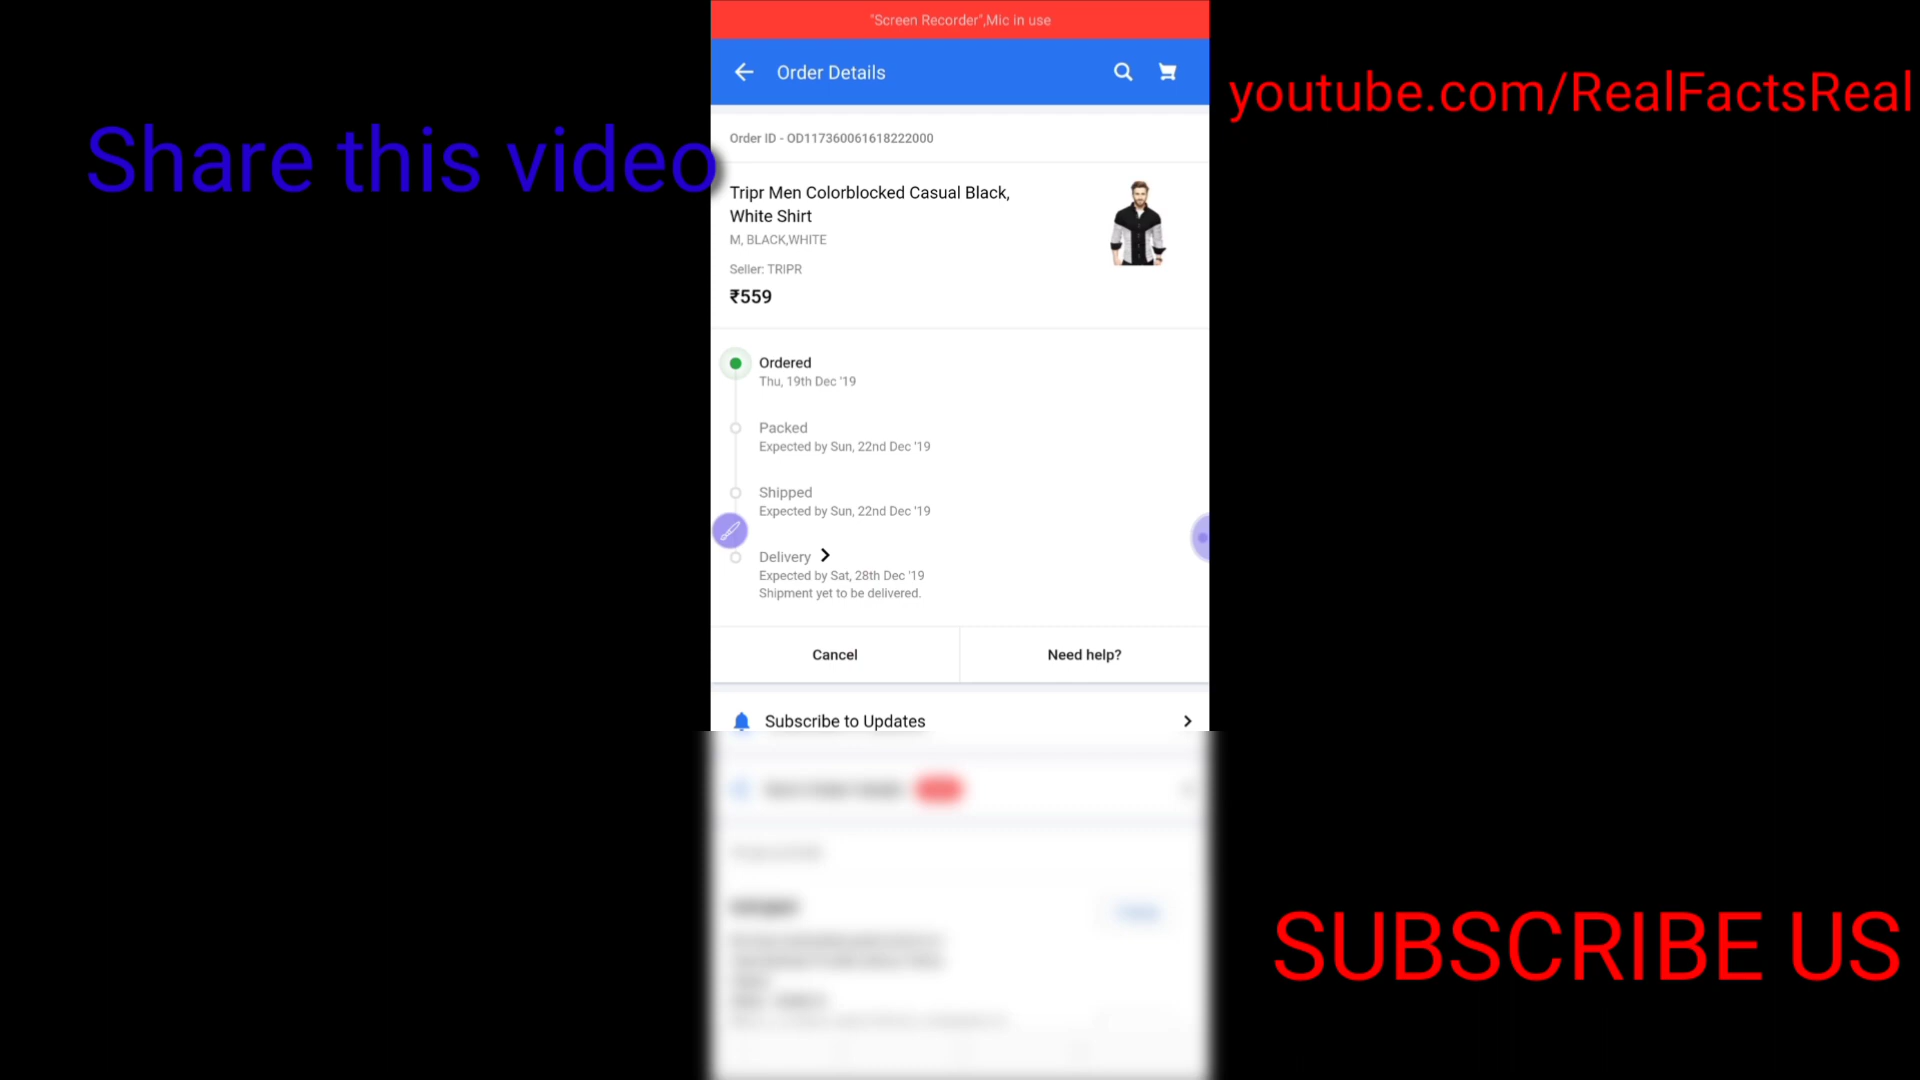 "Screen Recorder",Mic in use
Order Details
youtube.com/RealFactsReal
Share this video
Order ID - OD117360061618222000
Tripr Men Colorblocked Casual Black,
White Shirt
M, BLACK,WHITE
Seller: TRIPR
₹559
Ordered
Thu, 19th Dec '19
Packed
Expected by Sun, 22nd Dec '19
Shipped
Expected by Sun, 22nd Dec '19
Delivery
Expected by Sat, 28th Dec '19
Shipment yet to be delivered.
Cancel
Need help?
Subscribe to Updates
SUBSCRIBE US